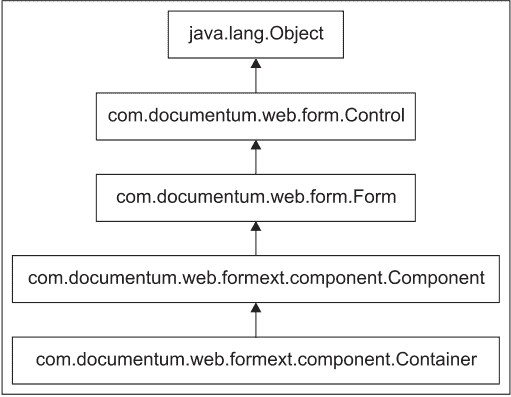 java.lang.Object
com.documentum.web.form.Control
com.documentum.web.form.Form
com.documentum.web.formext.component.Component
com.documentum.web.formext.component.Container